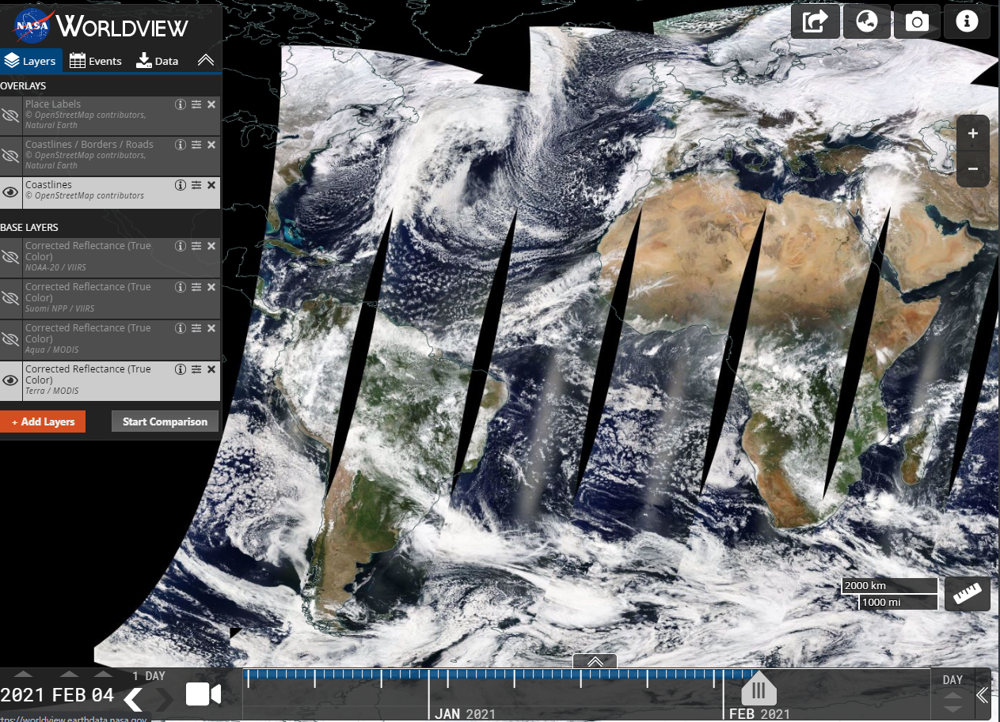 NASA WORLDVIEW
Layers Events Data
OVERLAYS
Place Labels
© OpenStreetMap contributors,
Natural Earth
Coastlines / Borders / Roads
© OpenStreetMap contributors,
Natural Earth
Coastlines
© OpenStreetMap contributors
BASE LAYERS
Corrected Reflectance (True
Color)
NOAA-20 / VIIRS
Corrected Reflectance (True
Color)
Suomi NPP / VIIRS
Corrected Reflectance (True
Color)
Aqua / MODIS
Corrected Reflectance (True
Color)
Terra / MODIS
+ Add Layers Start Comparison
+
−
2000 km
1000 mi
1 DAY
2021 FEB 04
JAN 2021
FEB 2021
DAY
tps://worldview.earthdata.nasa.gov